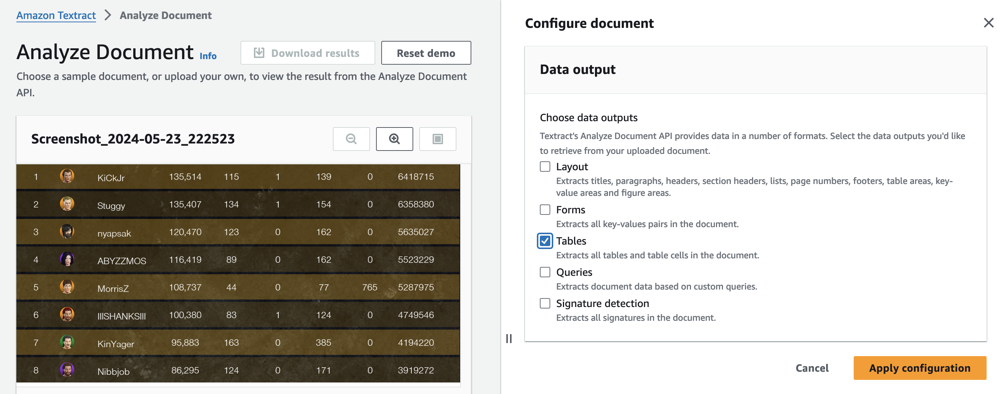 Amazon Textract > Analyze Document
Analyze Document Info
Download results
Reset demo
Choose a sample document, or upload your own, to view the result from the Analyze Document
API.
Screenshot_2024-05-23_222523
1 KiCkJr 135,514 115 1 139 0 6418715
2 Stuggy 135,407 134 1 154 0 6358380
3 nyapsak 120,470 123 0 162 0 5635027
4 ABYZZMOS 116,419 89 0 162 0 5523229
5 MorrisZ 108,737 44 0 77 765 5287975
6 IIISHANKSIII 100,380 83 1 124 0 4749546
7 KinYager 95,883 163 0 385 0 4194220
8 Nibbjob 86,295 124 0 171 0 3919272
Configure document
Data output
Choose data outputs
Textract's Analyze Document API provides data in a number of formats. Select the data outputs you'd like
to retrieve from your uploaded document.
Layout
Extracts titles, paragraphs, headers, section headers, lists, page numbers, footers, table areas, key-
value areas and figure areas.
Forms
Extracts all key-values pairs in the document.
Tables
Extracts all tables and table cells in the document.
Queries
Extracts document data based on custom queries.
Signature detection
Extracts all signatures in the document.
Cancel
Apply configuration